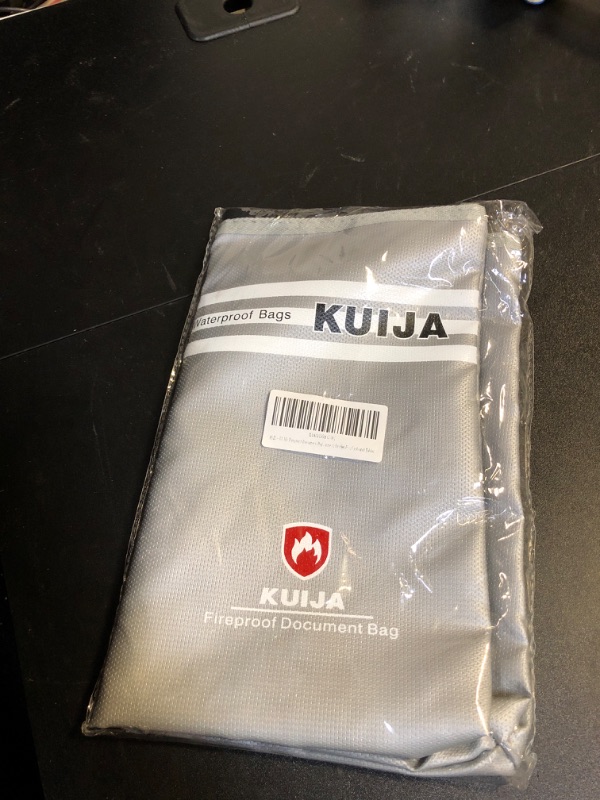 Waterproof Bags KUIJA
KUIJA
Fireproof Document Bag